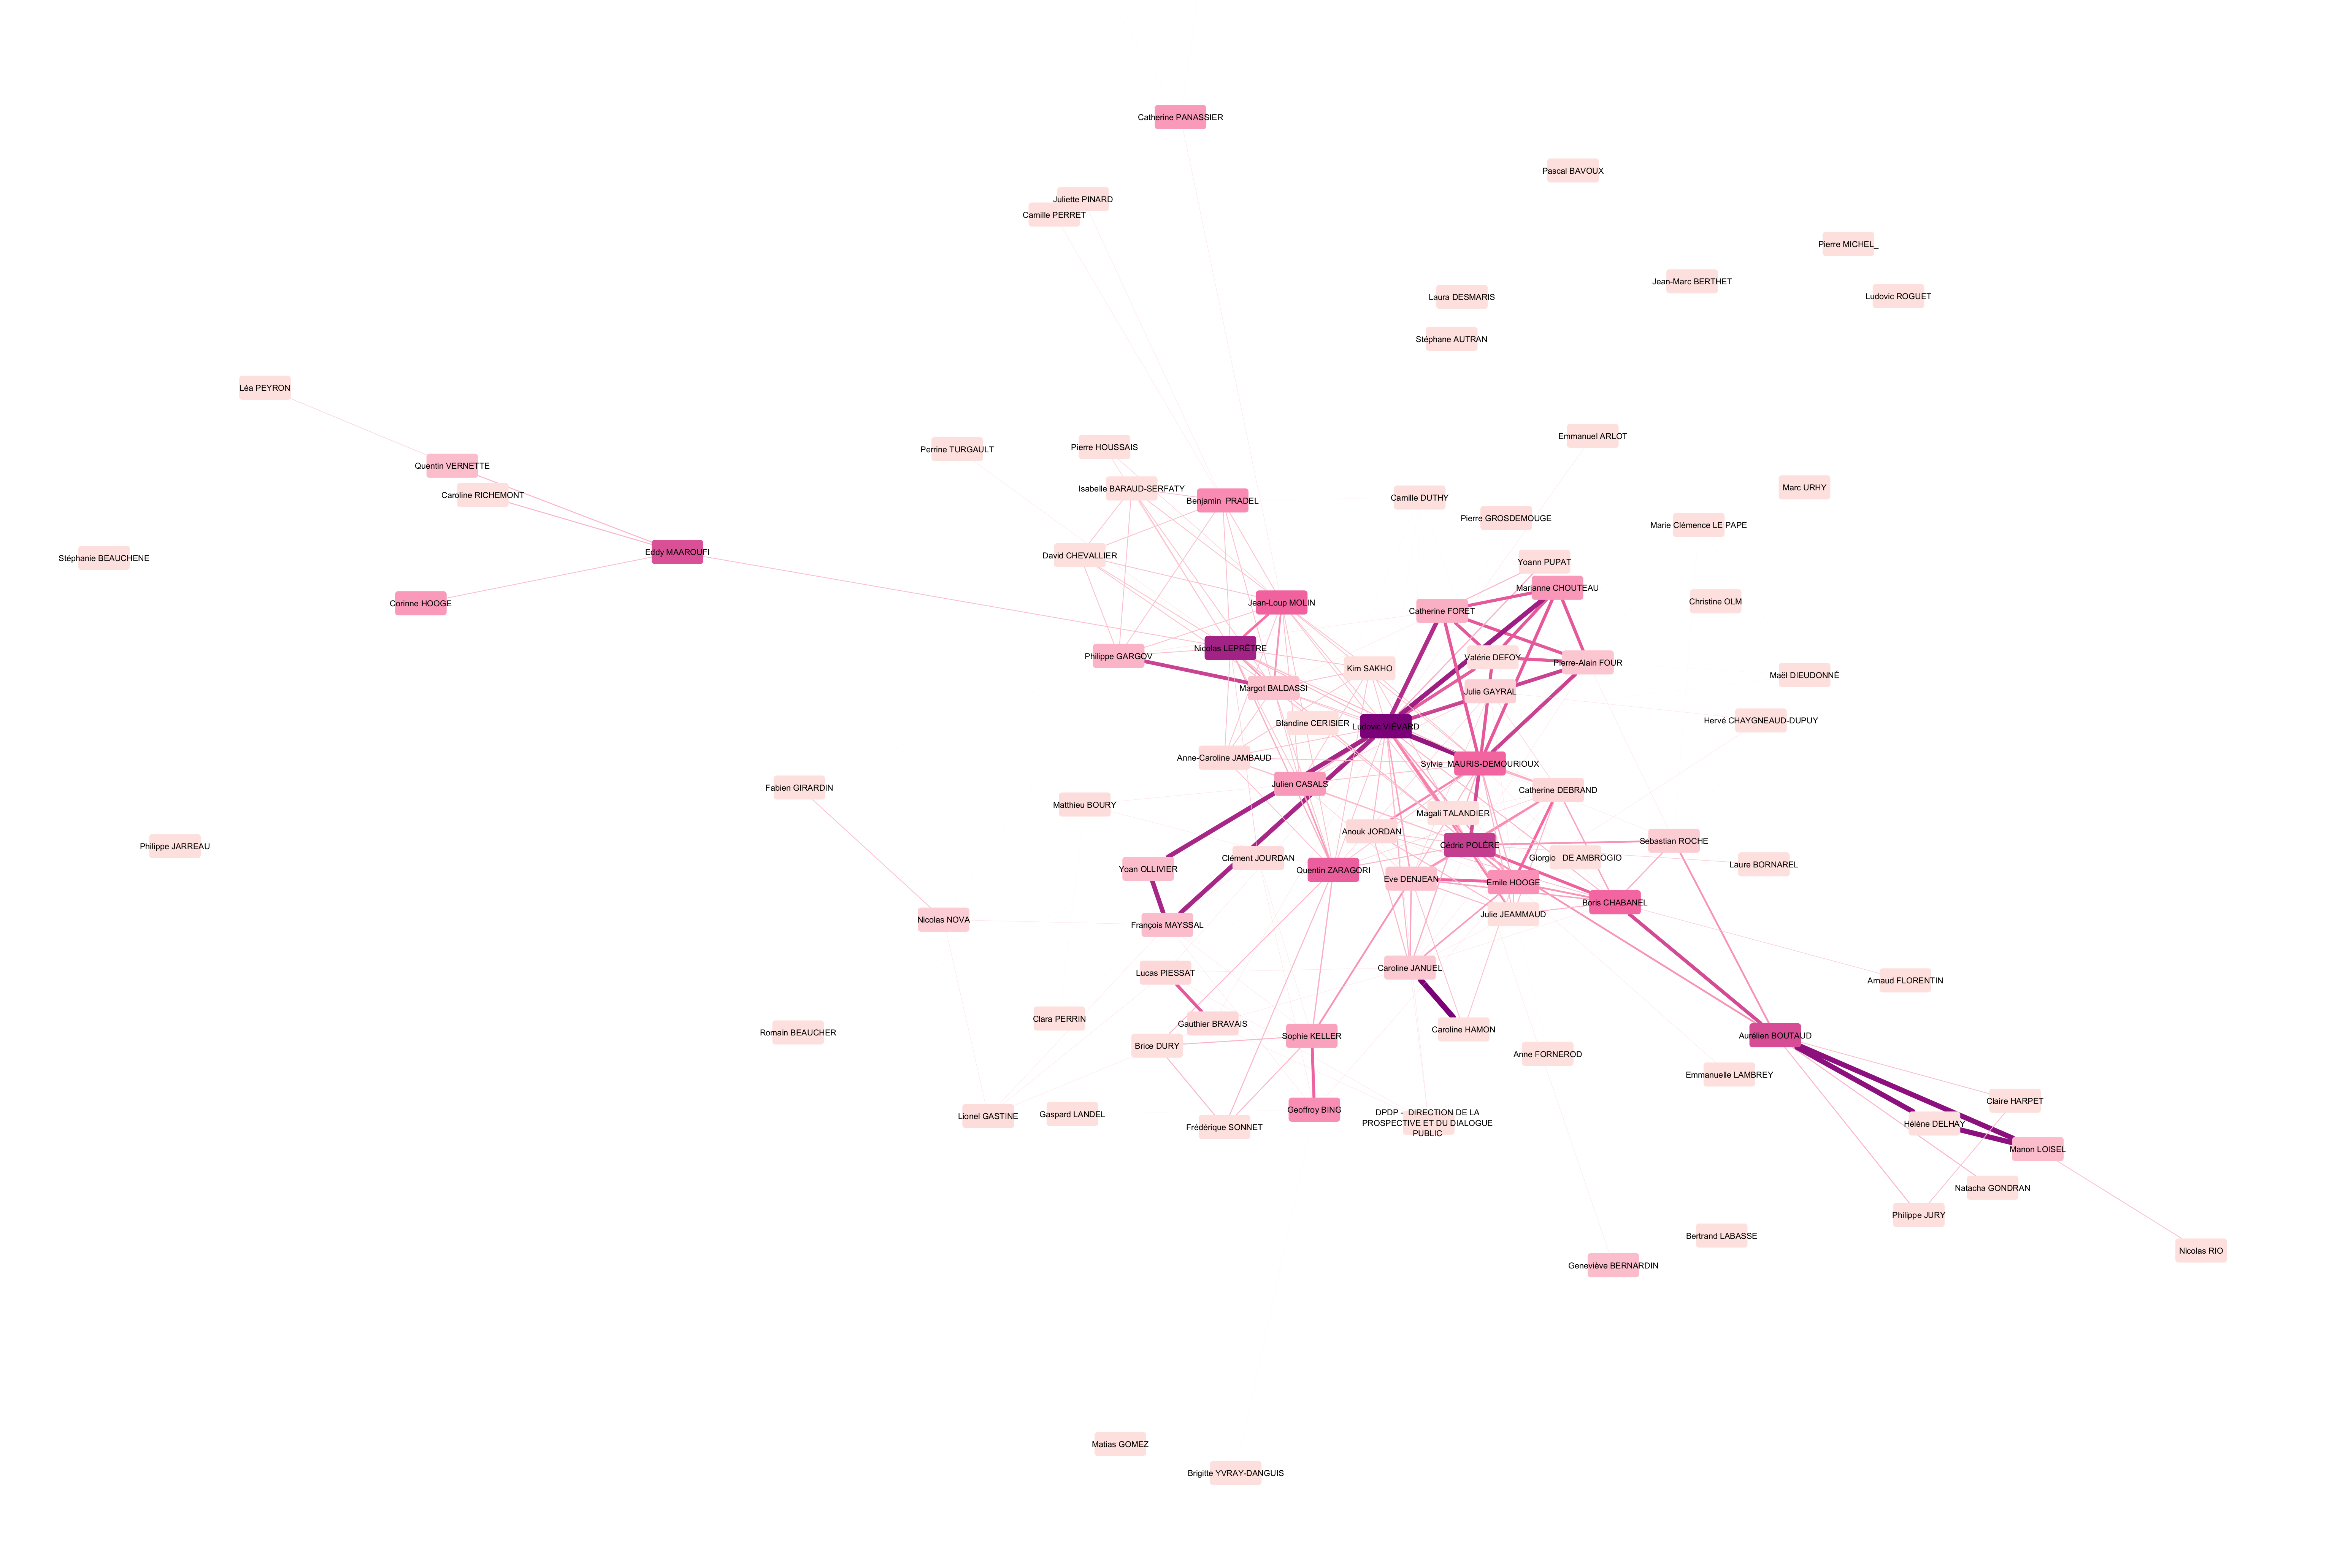 Catherine PANASSIER
Pascal BAVOUX
Juliette PINARD
Camille PERRET
Pierre MICHEL_
Jean-Marc BERTHET
Laura DESMARIS
Ludovic ROGUET
Stéphane AUTRAN
Léa PEYRON
Emmanuel ARLOT
Pierre HOUSSAIS
Perrine TURGAULT
Quentin VERNETTE
Marc URHY
Isabelle BARAUD-SERFATY
Caroline RICHEMONT
Camille DUTHY
Benjamin  PRADEL
Pierre GROSDEMOUGE
Marie Clémence LE PAPE
Eddy MAAROUFI
David CHEVALLIER
Stéphanie BEAUCHENE
Yoann PUPAT
Marianne CHOUTEAU
Christine OLM
Jean-Loup MOLIN
Corinne HOOGE
Catherine FORET
Nicolas LEPRÊTRE
Philippe GARGOV
Valérie DEFOY
Pierre-Alain FOUR
Kim SAKHO
Maël DIEUDONNÉ
Margot BALDASSI
Julie GAYRAL
Hervé CHAYGNEAUD-DUPUY
Blandine CERISIER
Ludovic VIÉVARD
Anne-Caroline JAMBAUD
Sylvie  MAURIS-DEMOURIOUX
Julien CASALS
Fabien GIRARDIN
Catherine DEBRAND
Matthieu BOURY
Magali TALANDIER
Anouk JORDAN
Sebastian ROCHE
Cédric POLÈRE
Philippe JARREAU
Clément JOURDAN
Giorgio   DE AMBROGIO
Laure BORNAREL
Yoan OLLIVIER
Quentin ZARAGORI
Eve DENJEAN
Emile HOOGE
Boris CHABANEL
Julie JEAMMAUD
Nicolas NOVA
François MAYSSAL
Caroline JANUEL
Lucas PIESSAT
Arnaud FLORENTIN
Clara PERRIN
Gauthier BRAVAIS
Caroline HAMON
Romain BEAUCHER
Sophie KELLER
Aurélien BOUTAUD
Brice DURY
Anne FORNEROD
Emmanuelle LAMBREY
Claire HARPET
Geoffroy BING
Gaspard LANDEL
Lionel GASTINE
DPDP -  DIRECTION DE LA
PROSPECTIVE ET DU DIALOGUE
PUBLIC
Hélène DELHAY
Frédérique SONNET
Manon LOISEL
Natacha GONDRAN
Philippe JURY
Bertrand LABASSE
Nicolas RIO
Geneviève BERNARDIN
Matias GOMEZ
Brigitte YVRAY-DANGUIS